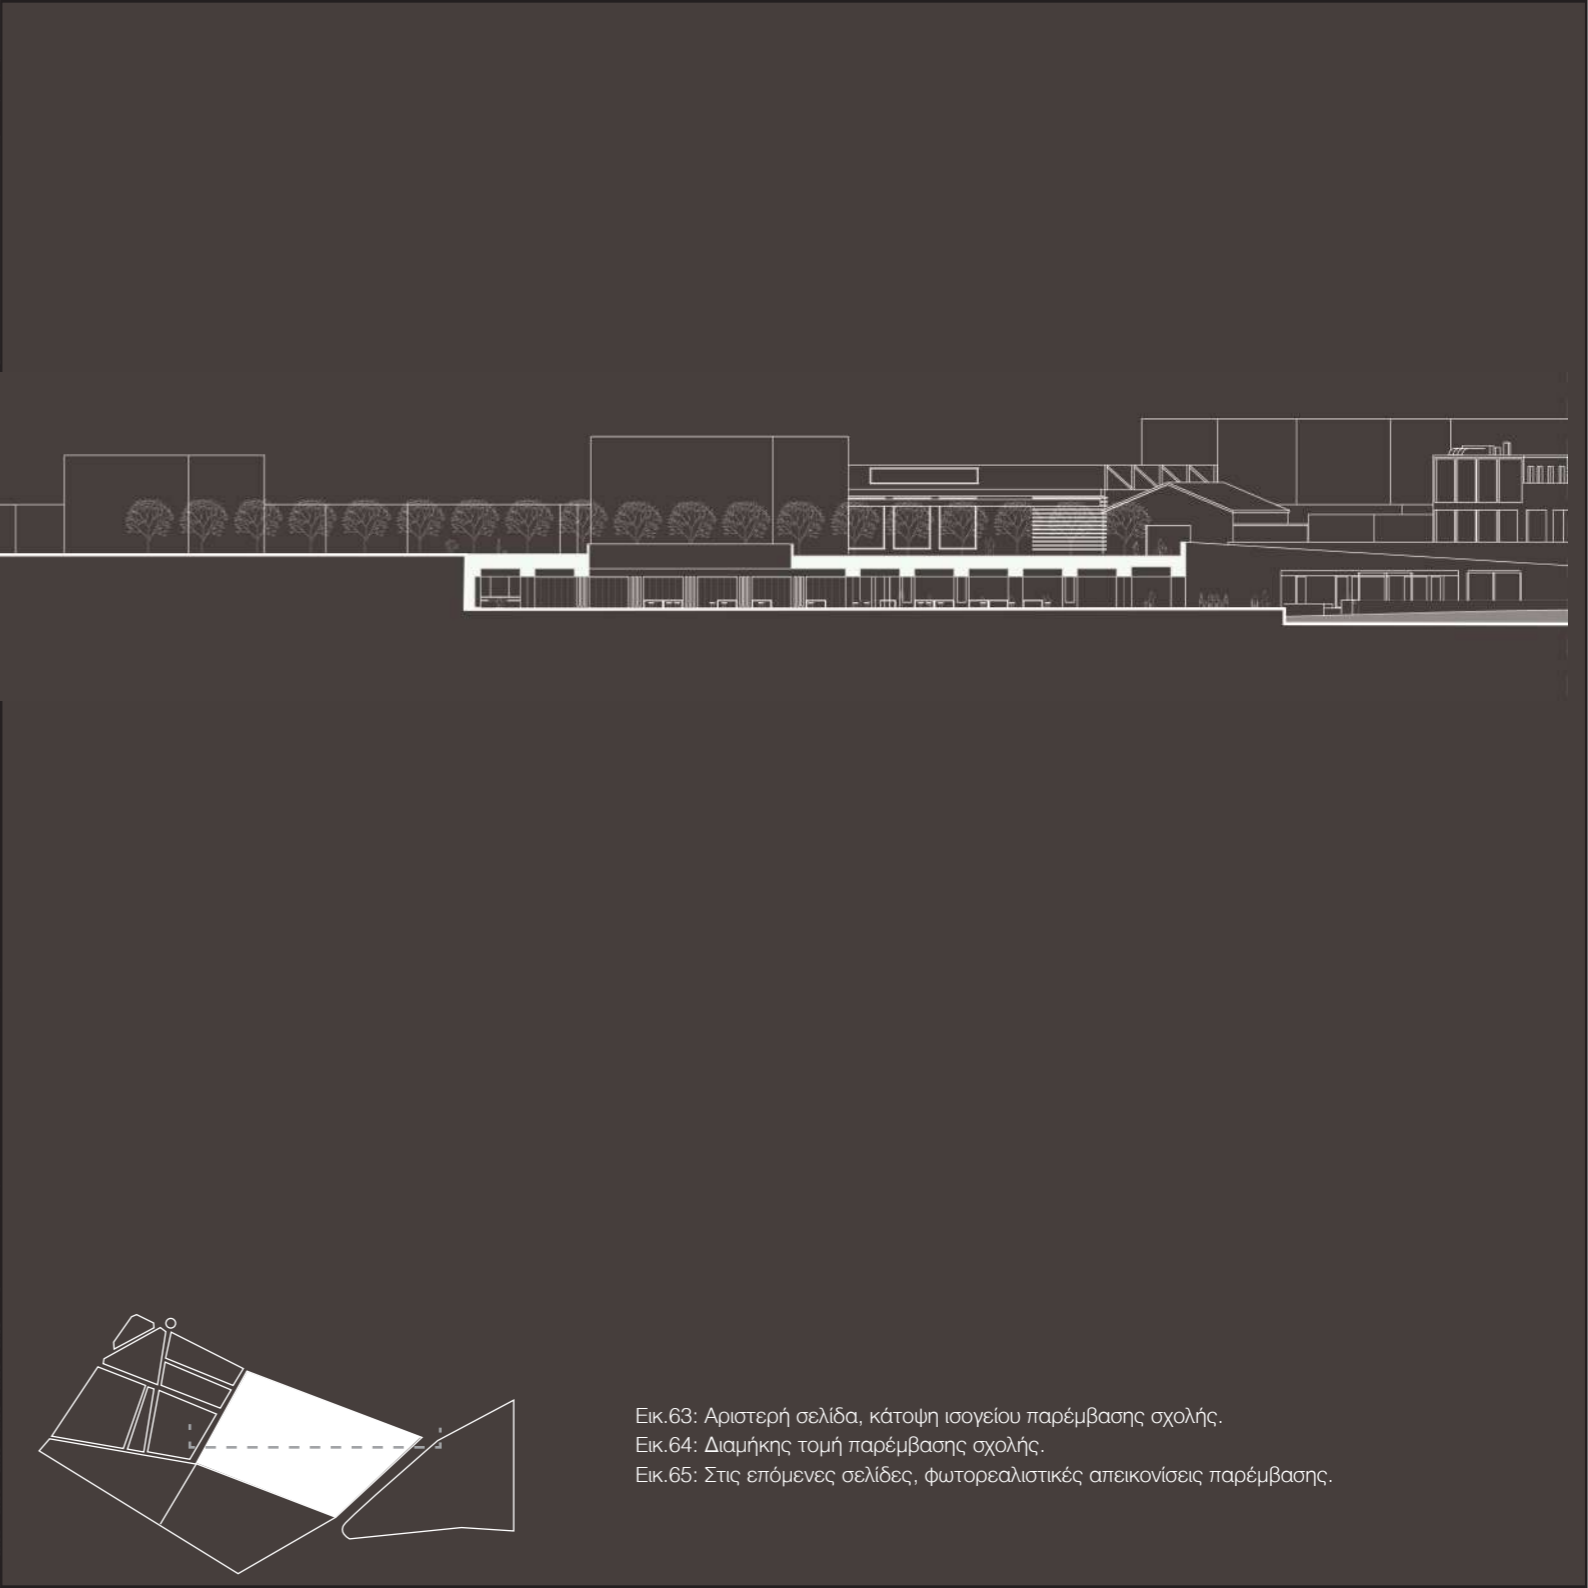 Εικ.63: Αριστερή σελίδα, κάτοψη ισογείου παρέμβασης σχολής.
Εικ.64: Διαμήκης τομή παρέμβασης σχολής.
Εικ.65: Στις επόμενες σελίδες, φωτορεαλιστικές απεικονίσεις παρέμβασης.